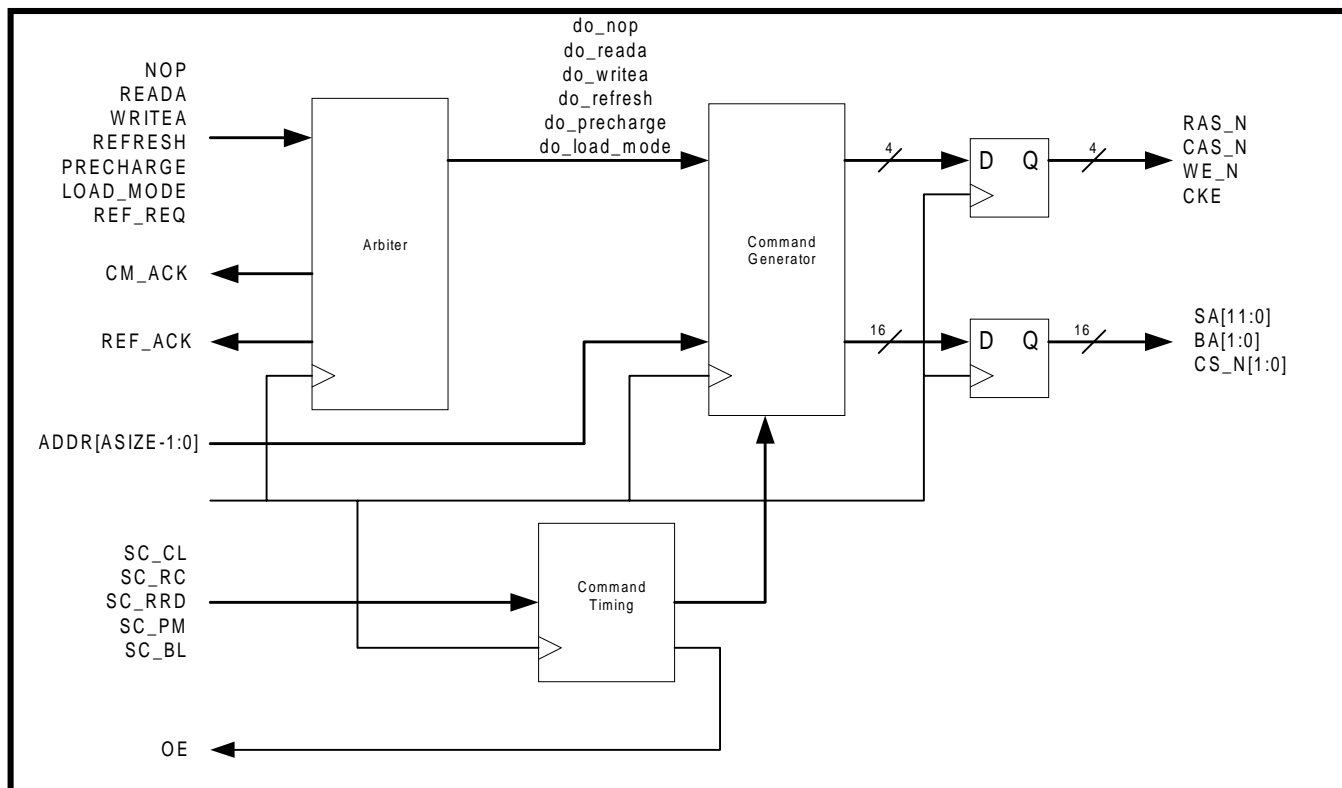 do_nop
do_reada
do_writea
do_refresh
do_precharge
do_load_mode
NOP
READA
WRITEA
REFRESH
PRECHARGE
LOAD_MODE
REF_REQ
CM_ACK
REF_ACK
Arbiter
Command
Generator
4
D Q
4
RAS_N
CAS_N
WE_N
CKE
16
D Q
16
SA[11:0]
BA[1:0]
CS_N[1:0]
ADDR[ASIZE-1:0]
SC_CL
SC_RC
SC_RRD
SC_PM
SC_BL
Command
Timing
OE